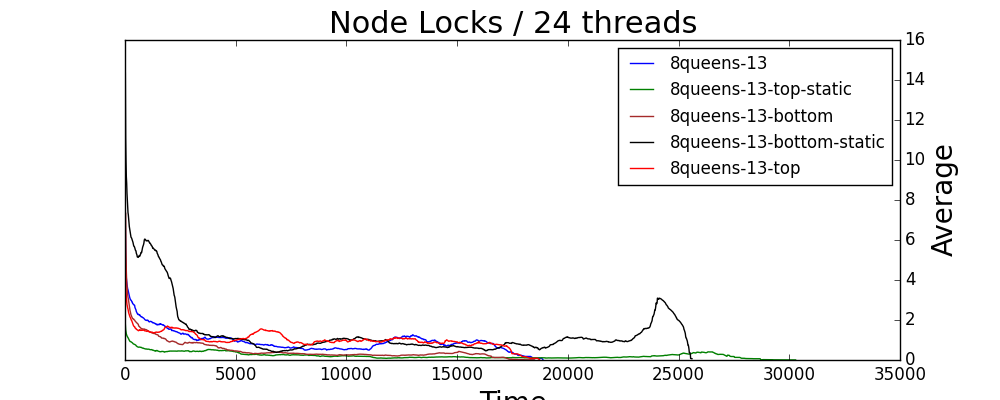 Node Locks / 24 threads
16
14
12
10
8
6
4
2
0
Average
8queens-13
8queens-13-top-static
8queens-13-bottom
8queens-13-bottom-static
8queens-13-top
0 5000 10000 15000 20000 25000 30000 35000
Time